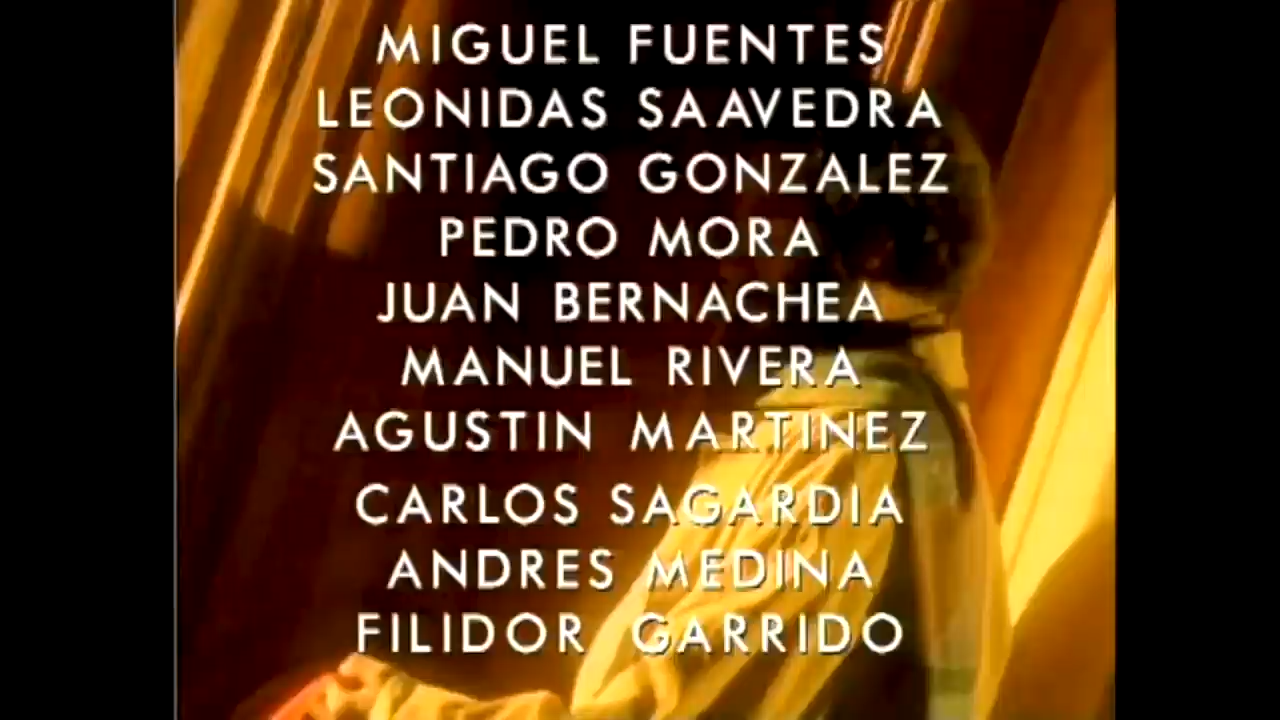 MIGUEL FUENTES
LEONIDAS SAAVEDRA
SANTIAGO GONZALEZ
PEDRO MORA
JUAN BERNACHEA
MANUEL RIVERA
AGUSTIN MARTINEZ
CARLOS SAGARDIA
ANDRES MEDINA
FILIDOR GARRIDO